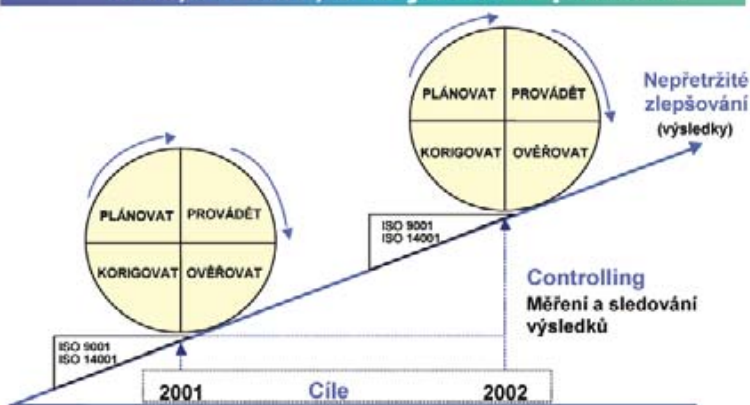 PLÁNOVAT PROVÁDĚT
KORIGOVAT OVĚŘOVAT
Nepřetržité
zlepšování
(výsledky)
PLÁNOVAT PROVÁDĚT
KORIGOVAT OVĚŘOVAT
ISO 9001
ISO 14001
Controlling
Měření a sledování
výsledků
ISO 9001
ISO 14001
2001 Cíle 2002